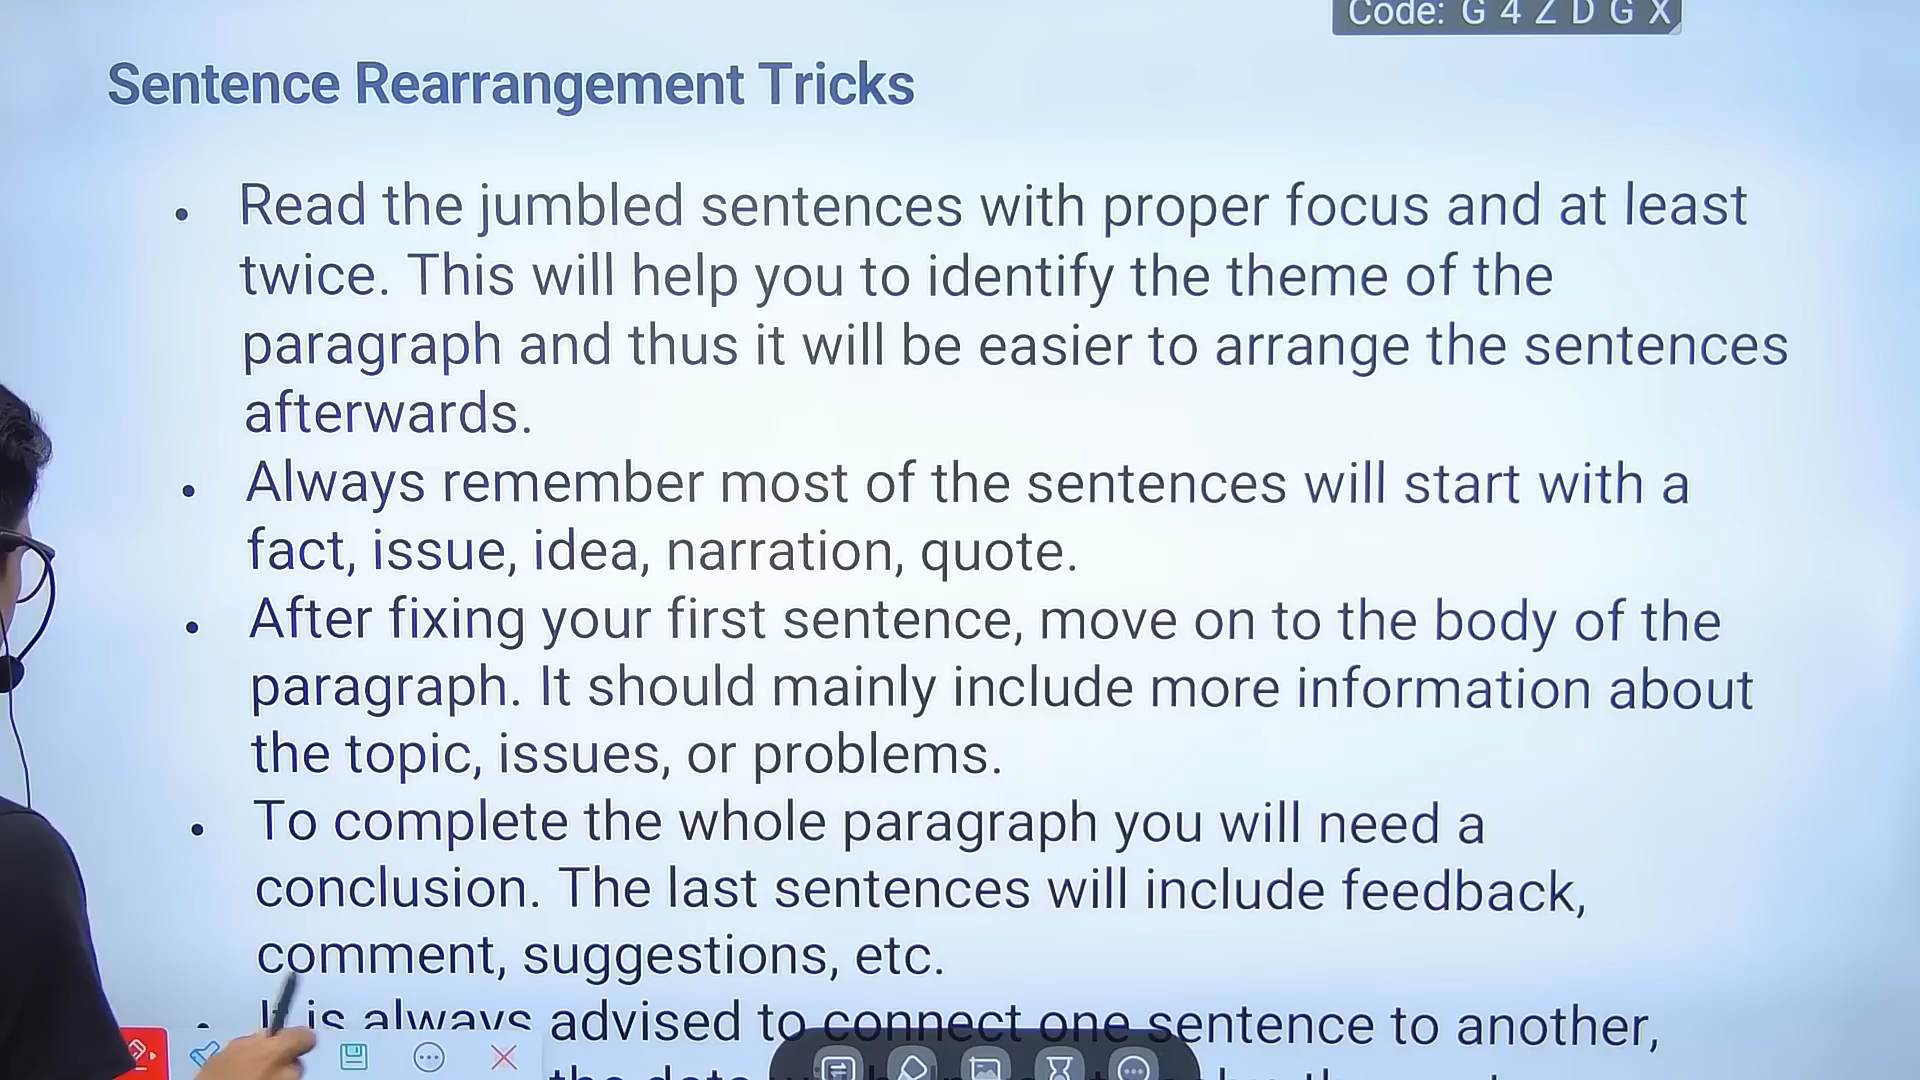 Code: G 4 Z D G X
Sentence Rearrangement Tricks
• Read the jumbled sentences with proper focus and at least
twice. This will help you to identify the theme of the
paragraph and thus it will be easier to arrange the sentences
afterwards.
• Always remember most of the sentences will start with a
fact, issue, idea, narration, quote.
• After fixing your first sentence, move on to the body of the
paragraph. It should mainly include more information about
the topic, issues, or problems.
• To complete the whole paragraph you will need a
conclusion. The last sentences will include feedback,
comment, suggestions, etc.
• It is always advised to connect one sentence to another,
the